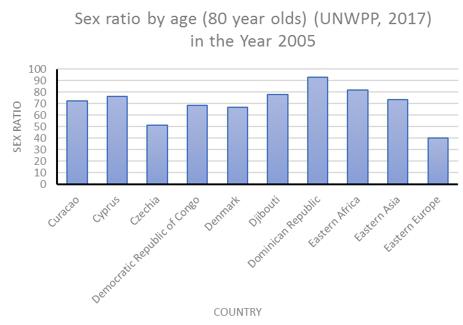 Sex ratio by age (80 year olds) (UNWPP, 2017)
in the Year 2005
SEX RATIO
100
90
80
70
60
50
40
30
20
10
0
Curacao
Cyprus
Czechia
Democratic Republic of Congo
Denmark
Djibouti
Dominican Republic
Eastern Africa
Eastern Asia
Eastern Europe
COUNTRY